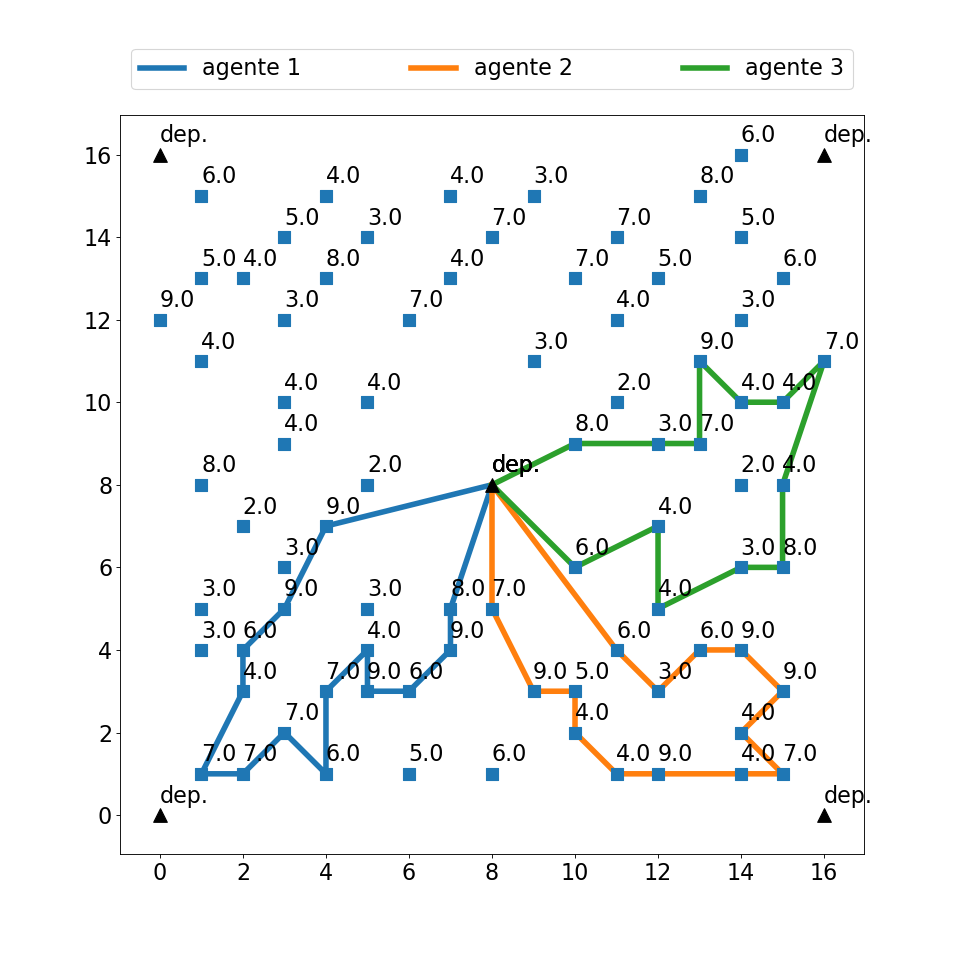 agente 1 agente 2 agente 3
dep. 6.0 dep.
16
6.0 4.0 4.0 3.0 8.0
5.0 3.0 7.0 7.0 5.0
14
5.0 4.0 8.0 4.0 7.0 5.0 6.0
9.0 3.0 7.0 4.0 3.0
12
4.0 3.0 9.0 7.0
4.0 4.0 2.0 4.0 4.0
10
4.0 8.0 3.0 7.0
8.0 2.0 dep. 2.0 4.0
8
2.0 9.0 4.0
3.0 6.0 3.0 8.0
6
3.0 9.0 3.0 8.0 7.0 4.0
3.0 6.0 4.0 9.0 6.0 6.0 9.0
4
4.0 7.0 9.0 6.0 9.0 5.0 3.0 9.0
7.0 4.0 4.0
2
7.0 7.0 6.0 5.0 6.0 4.0 9.0 4.0 7.0
dep. dep.
0
0 2 4 6 8 10 12 14 16